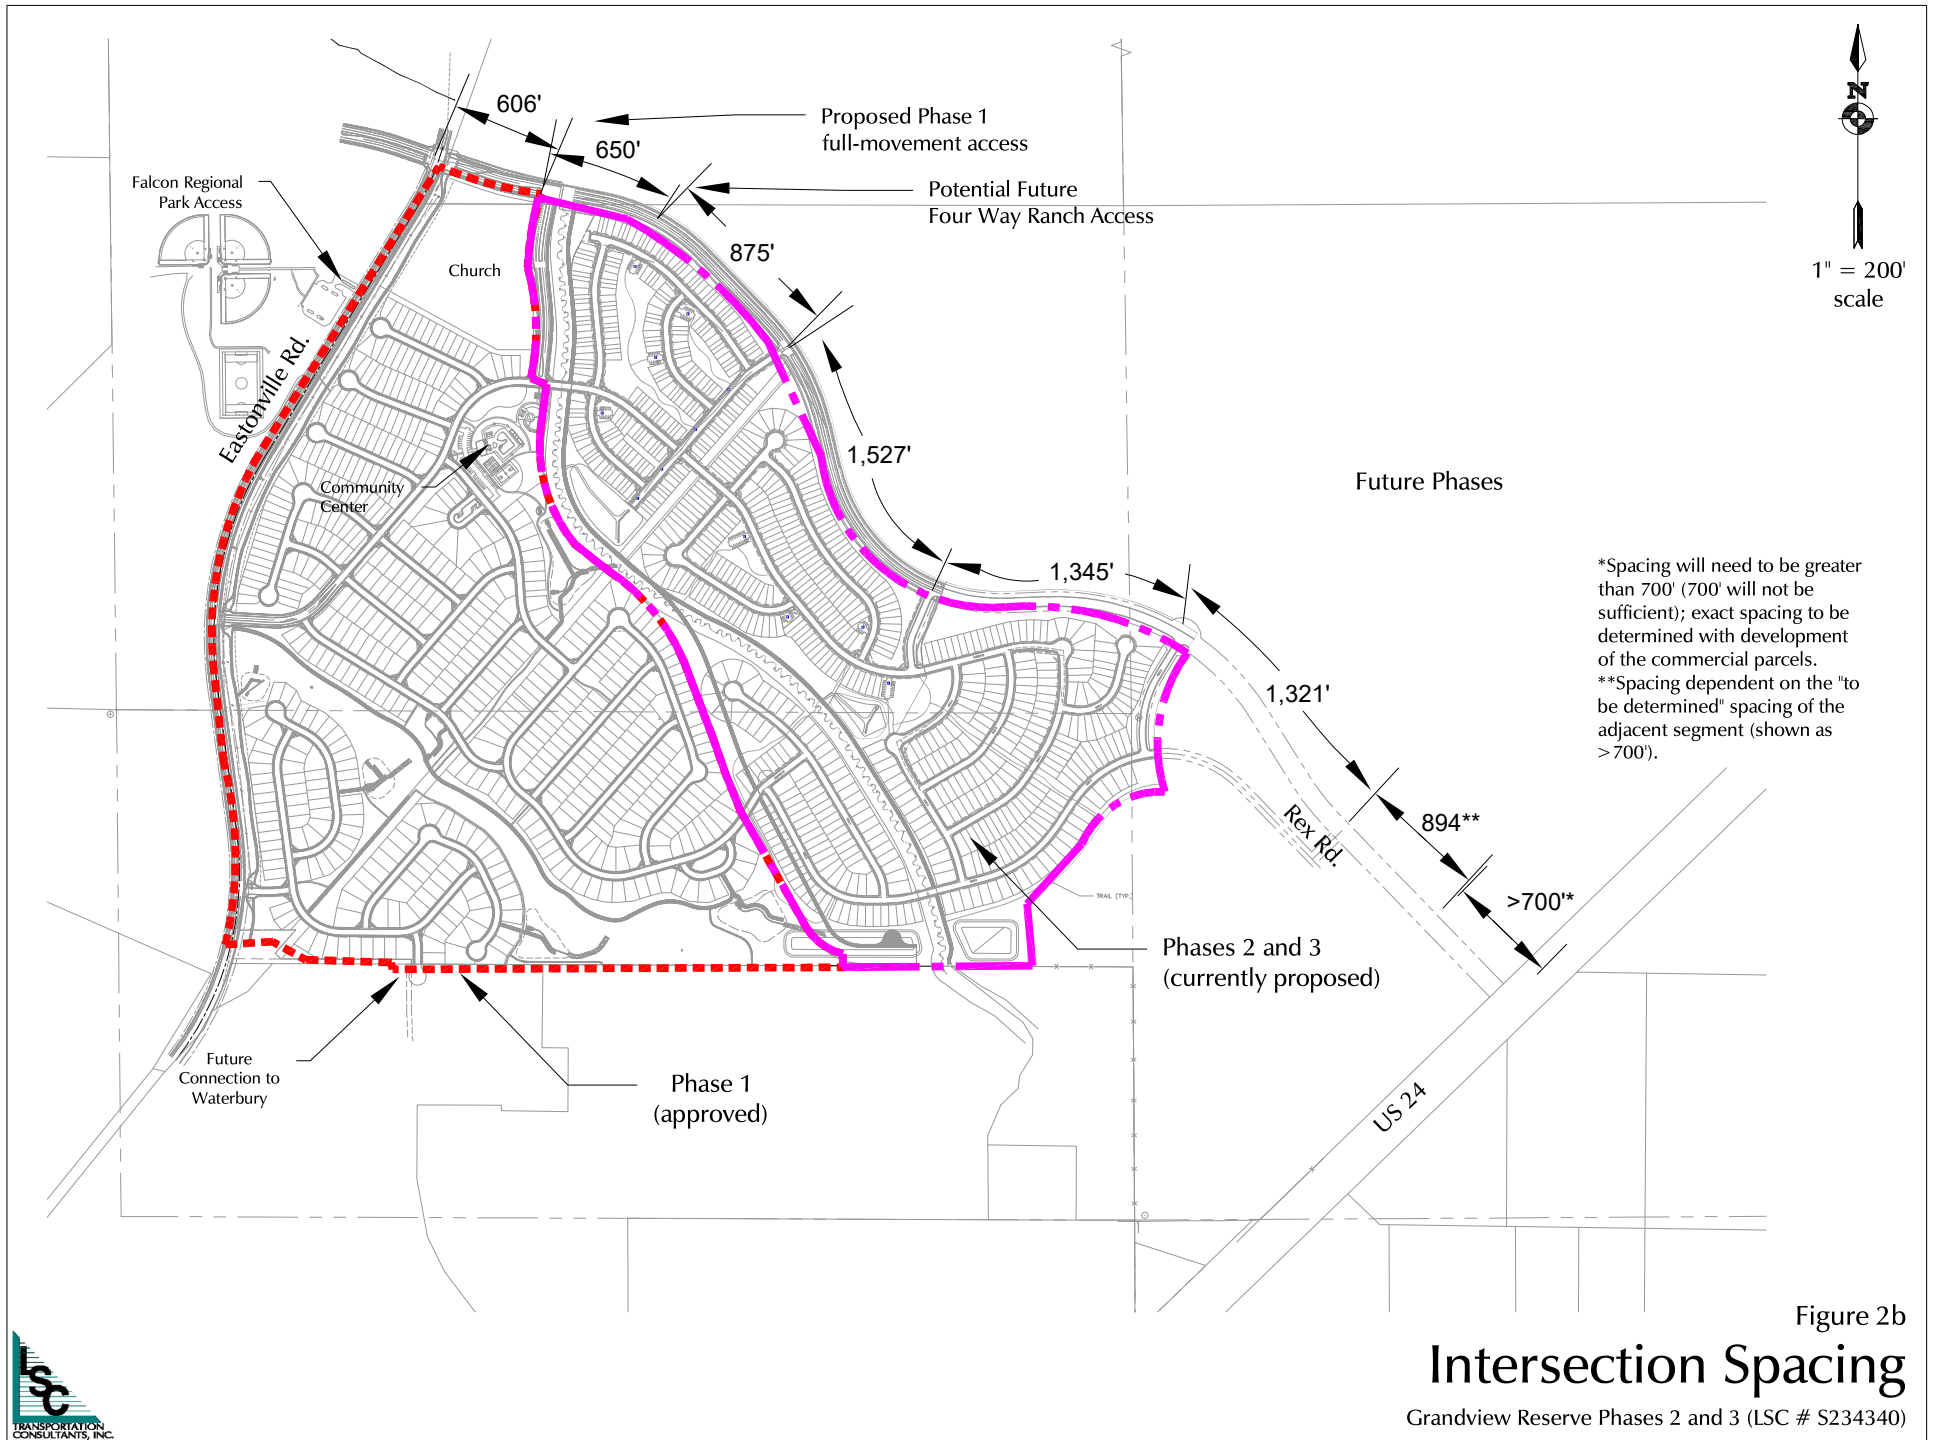 606'
Proposed Phase 1
full-movement access
650'
Potential Future
Four Way Ranch Access
Falcon Regional
Park Access
875'
Church
N
1" = 200'
scale
Eastonville Rd.
1,527'
Community
Center
Future Phases
1,345'
*Spacing will need to be greater
than 700' (700' will not be
sufficient); exact spacing to be
determined with development
of the commercial parcels.
**Spacing dependent on the "to
be determined" spacing of the
adjacent segment (shown as
>700').
1,321'
Rex Rd.
894**
>700'*
TRAIL (TYP.)
Phases 2 and 3
(currently proposed)
Future
Connection to
Waterbury
Phase 1
(approved)
US 24
Figure 2b
Intersection Spacing
Grandview Reserve Phases 2 and 3 (LSC # S234340)
LSC
TRANSPORTATION
CONSULTANTS, INC.